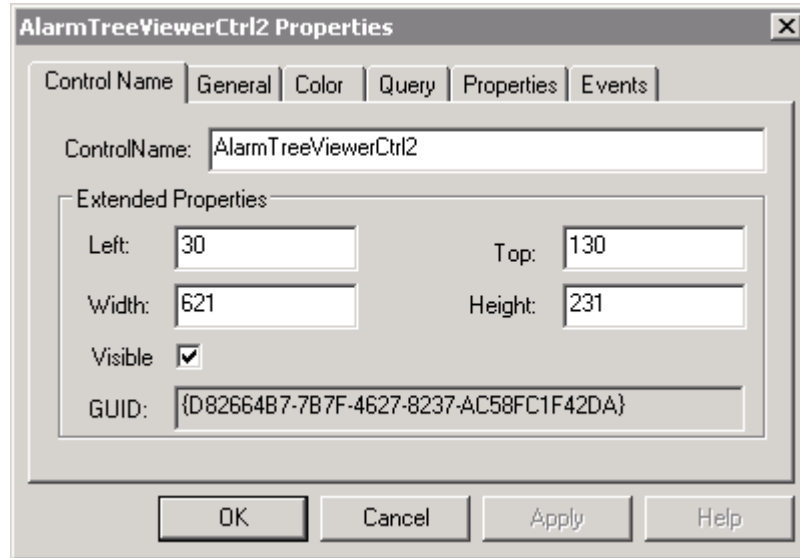 AlarmTreeViewerCtrl2 Properties
Control Name General Color Query Properties Events
ControlName: AlarmTreeViewerCtrl2
Extended Properties
Left: 30 Top: 130
Width: 621 Height: 231
Visible
GUID: {D82664B7-7B7F-4627-8237-AC58FC1F42DA}
OK Cancel Apply Help